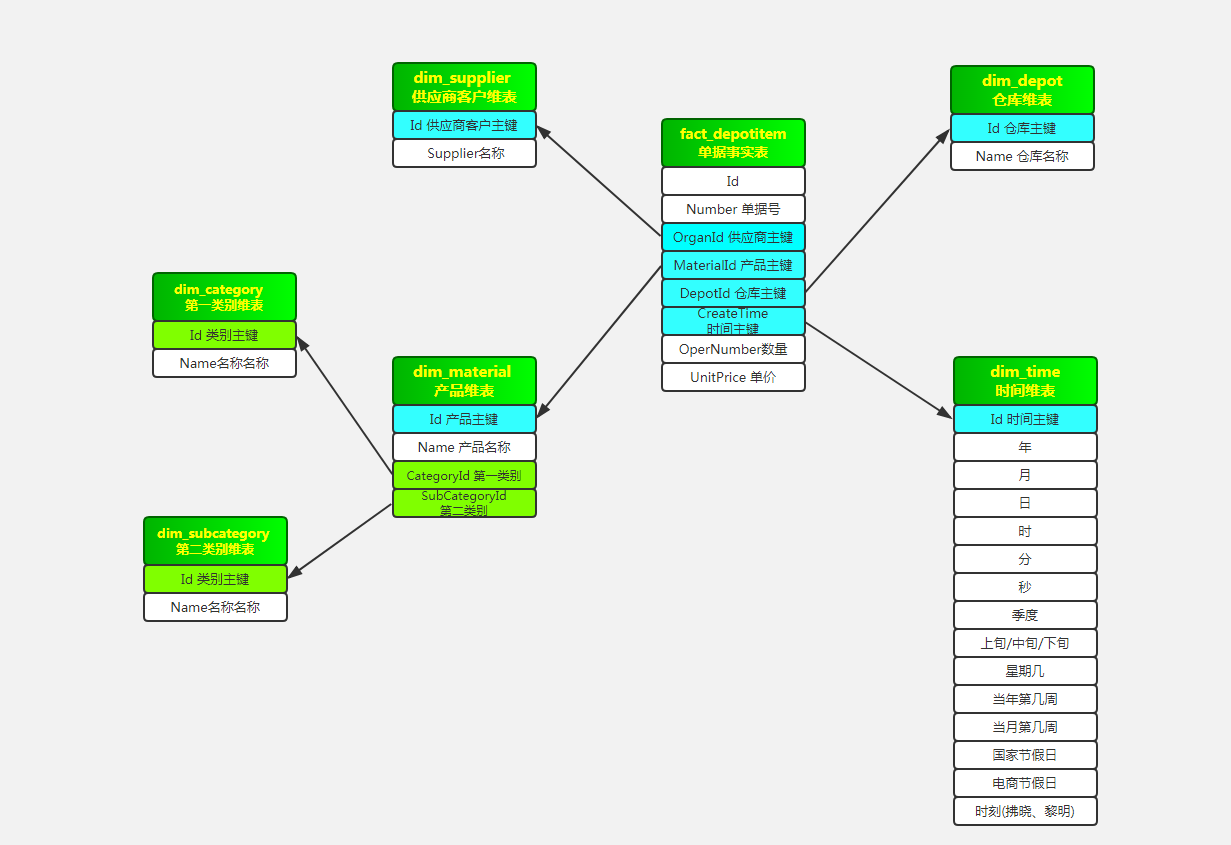 dim_supplier
供应商客户维表
Id 供应商客户主键
Supplier名称
fact_depotitem
单据事实表
Id
Number 单据号
OrganId 供应商主键
MaterialId 产品主键
DepotId 仓库主键
CreateTime
时间主键
OperNumber数量
UnitPrice 单价
dim_depot
仓库维表
Id 仓库主键
Name 仓库名称
dim_category
第一类别维表
Id 类别主键
Name名称名称
dim_material
产品维表
Id 产品主键
Name 产品名称
CategoryId 第一类别
SubCategoryId
第二类别
dim_subcategory
第二类别维表
Id 类别主键
Name名称名称
dim_time
时间维表
Id 时间主键
年
月
日
时
分
秒
季度
上旬/中旬/下旬
星期几
当年第几周
当月第几周
国家节假日
电商节假日
时刻(拂晓、黎明)